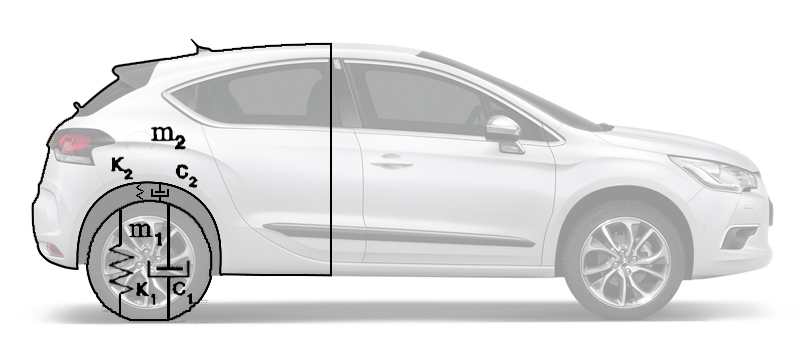 m₂
K₂ C₂
m₁
K₁ C₁